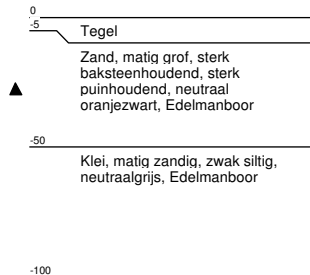 0
-5
Tegel
Zand, matig grof, sterk
baksteenhoudend, sterk
puinhoudend, neutraal
oranjezwart, Edelmanboor
-50
Klei, matig zandig, zwak siltig,
neutraalgrijs, Edelmanboor
-100